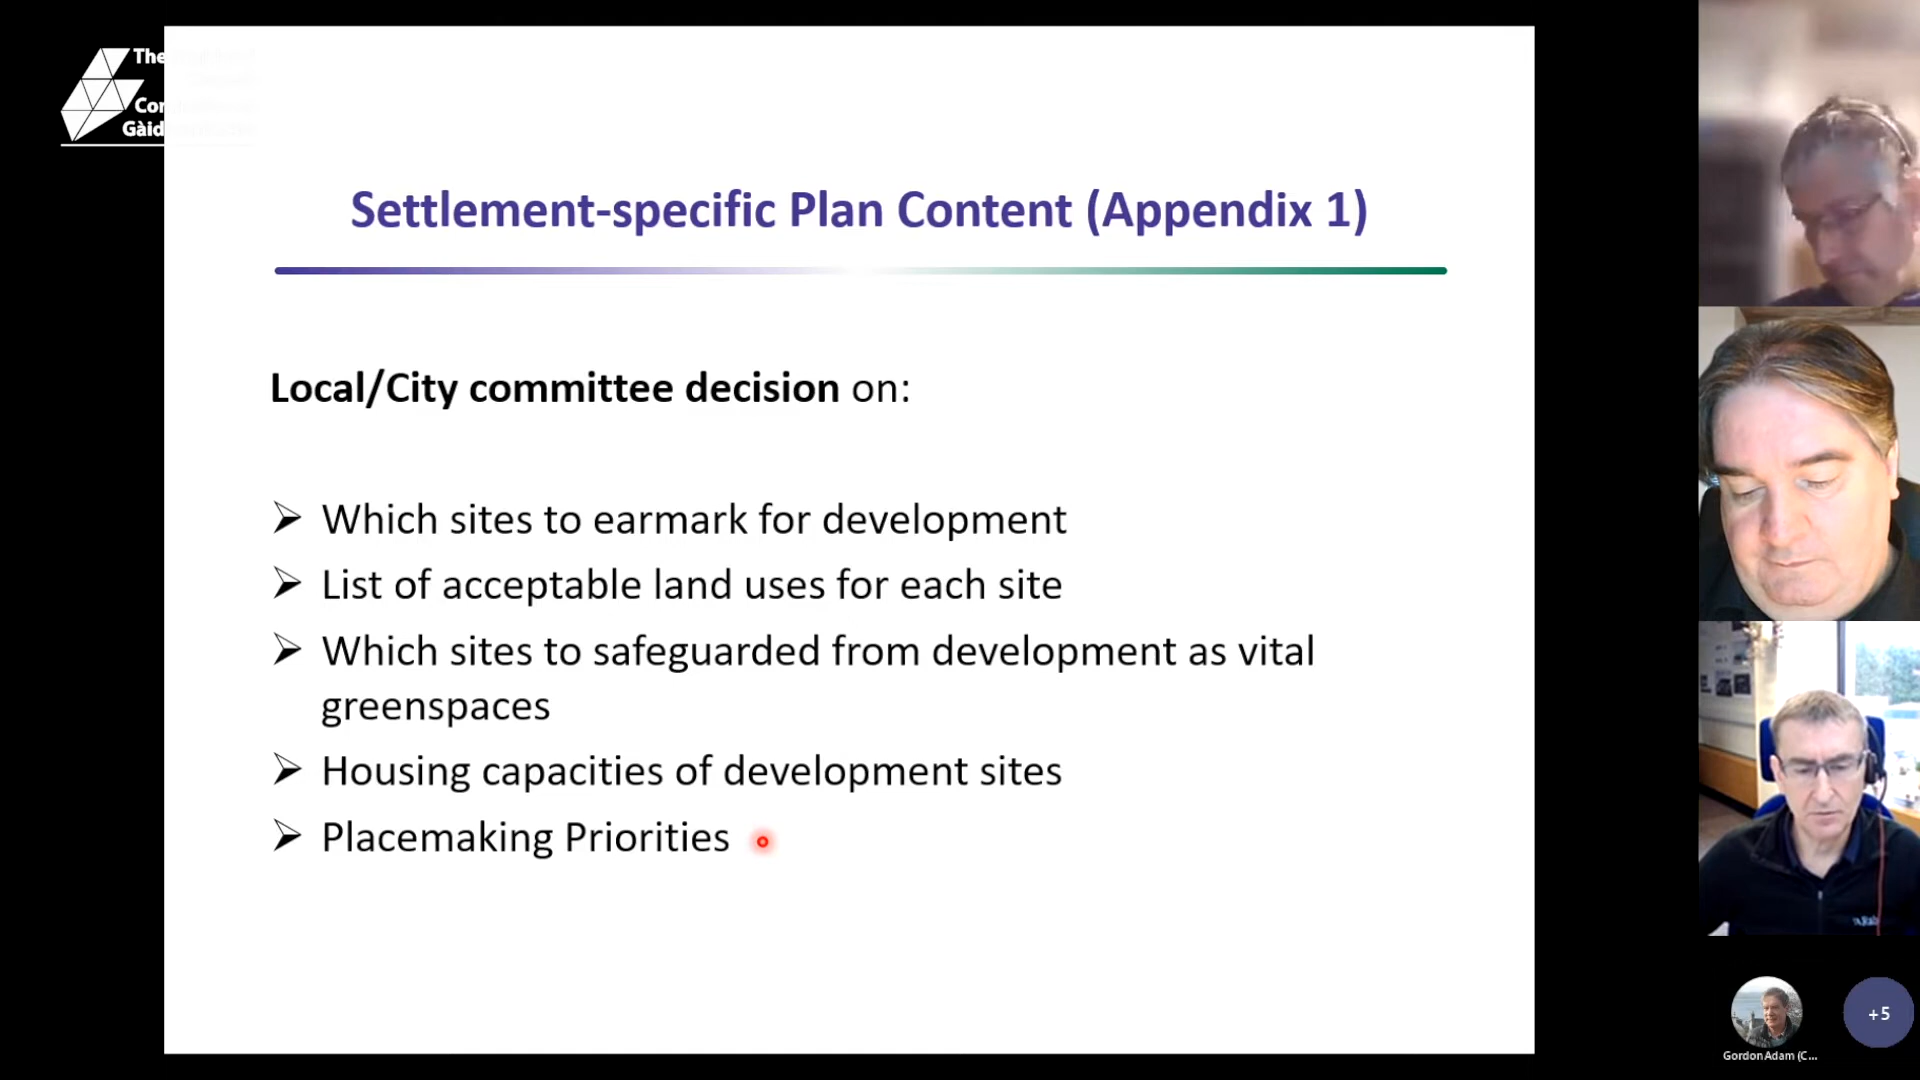 The
Cor
Gàid
Settlement-specific Plan Content (Appendix 1)
Local/City committee decision on:
Which sites to earmark for development
List of acceptable land uses for each site
Which sites to safeguarded from development as vital
greenspaces
Housing capacities of development sites
Placemaking Priorities
+5
Gordon Adam (C...